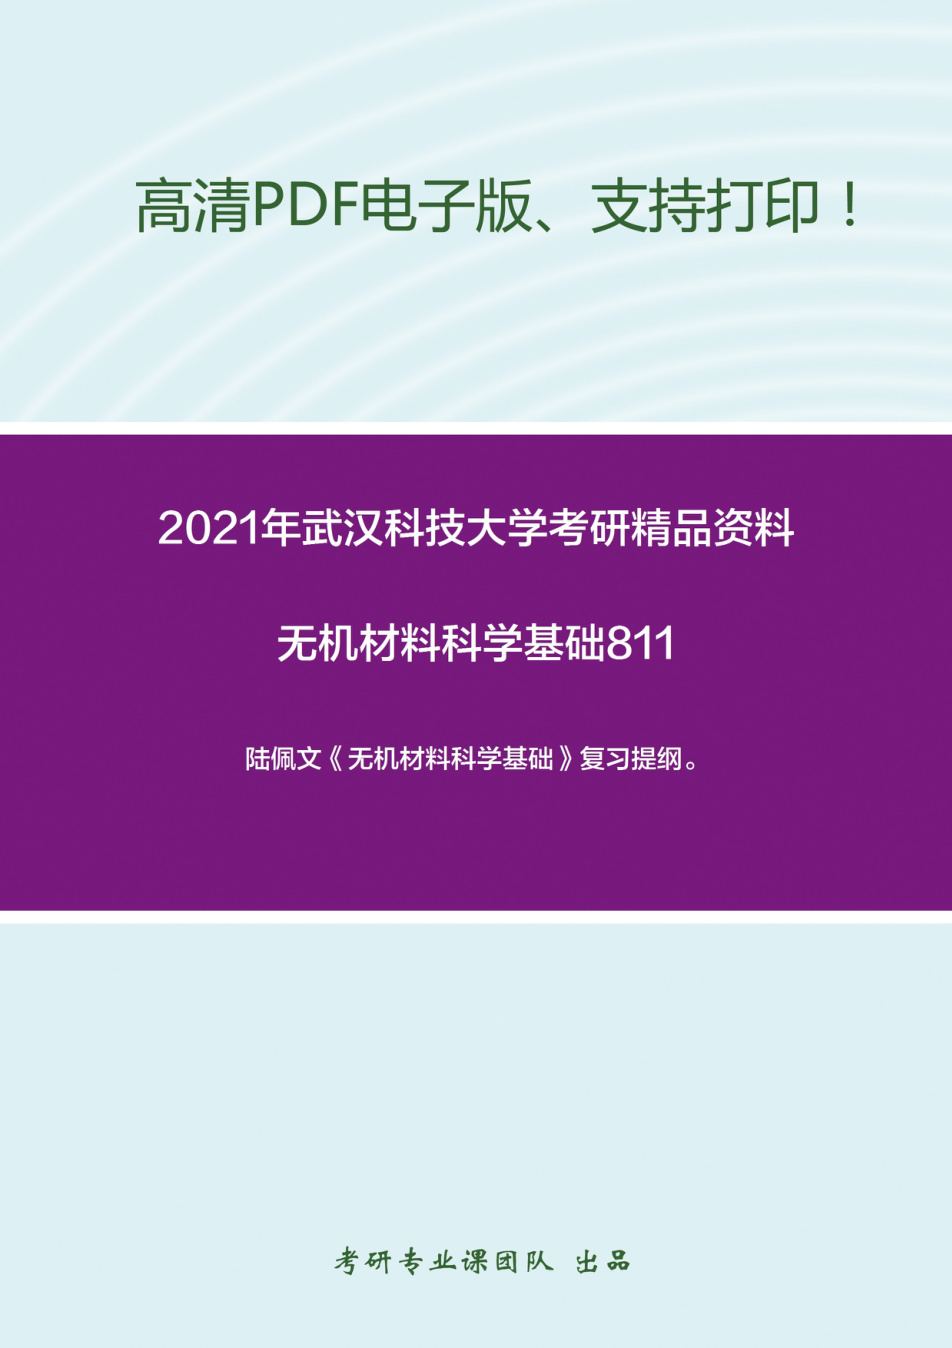 高清PDF电子版、支持打印！
2021年武汉科技大学考研精品资料
无机材料科学基础811
陆佩文《无机材料科学基础》复习提纲。
考研专业课团队 出品